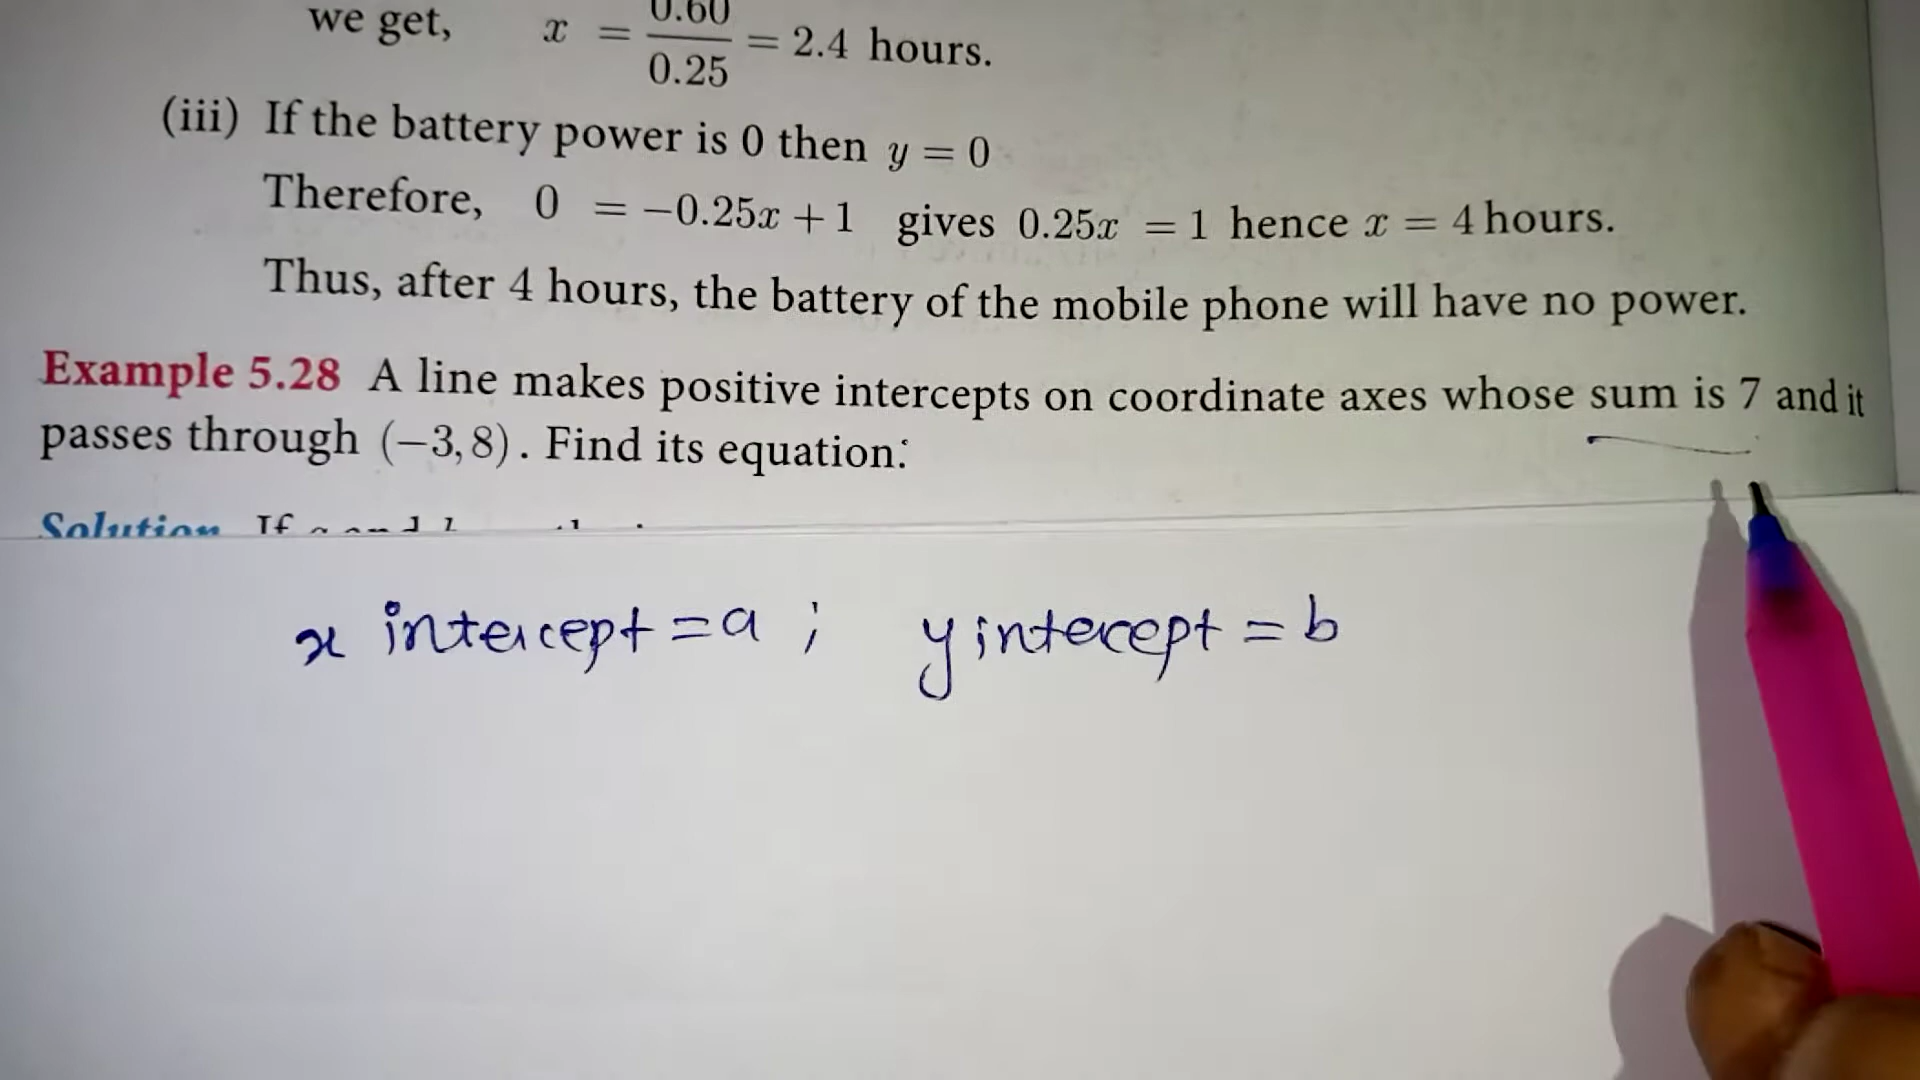 we get, x = 0.60/0.25 = 2.4 hours.
(iii) If the battery power is 0 then y = 0
Therefore, 0 = −0.25x + 1 gives 0.25x = 1 hence x = 4 hours.
Thus, after 4 hours, the battery of the mobile phone will have no power.
Example 5.28 A line makes positive intercepts on coordinate axes whose sum is 7 and it
passes through (−3, 8). Find its equation.
Solution If
x intercept = a ; y intercept = b